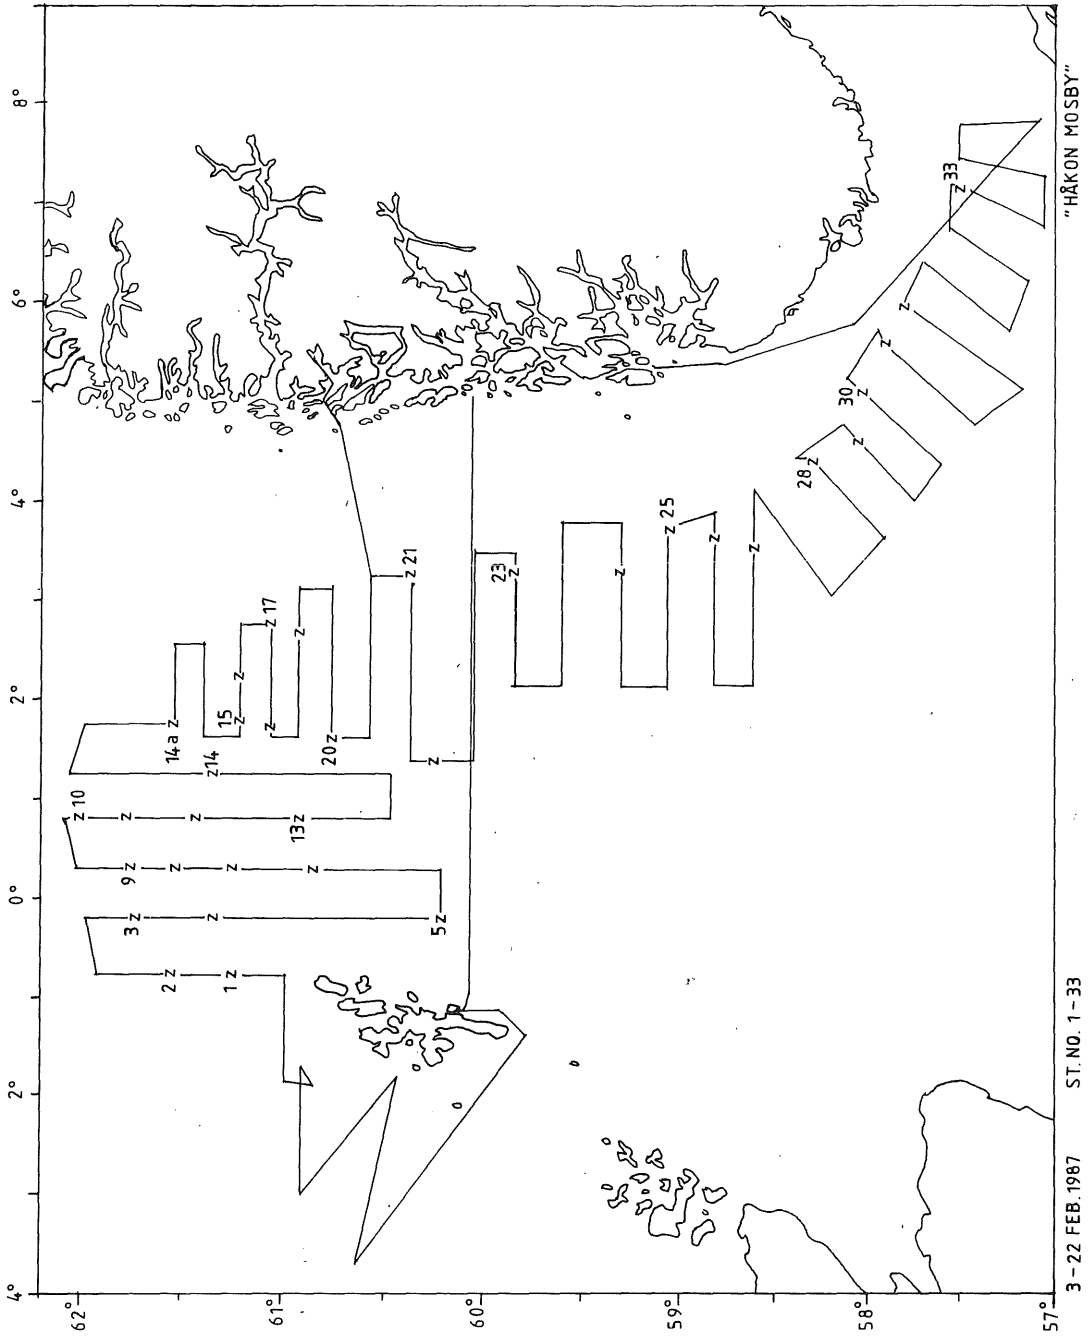 "HÅKON MOSBY"
3-22 FEB.1987 ST.NO. 1-33
4° 2° 0° 2° 4° 6° 8°
62°
61°
60°
59°
58°
57°
1 Z
2 Z
3 Z
Z
5 Z
Z
Z
Z
9 Z
Z 10
Z
Z
13 Z
Z 14
14a Z
15 Z
Z
Z 17
Z
Z
20 Z
Z 21
Z
23 Z
Z
Z 25
Z
Z
28 Z
Z
30 Z
Z
Z
33 Z